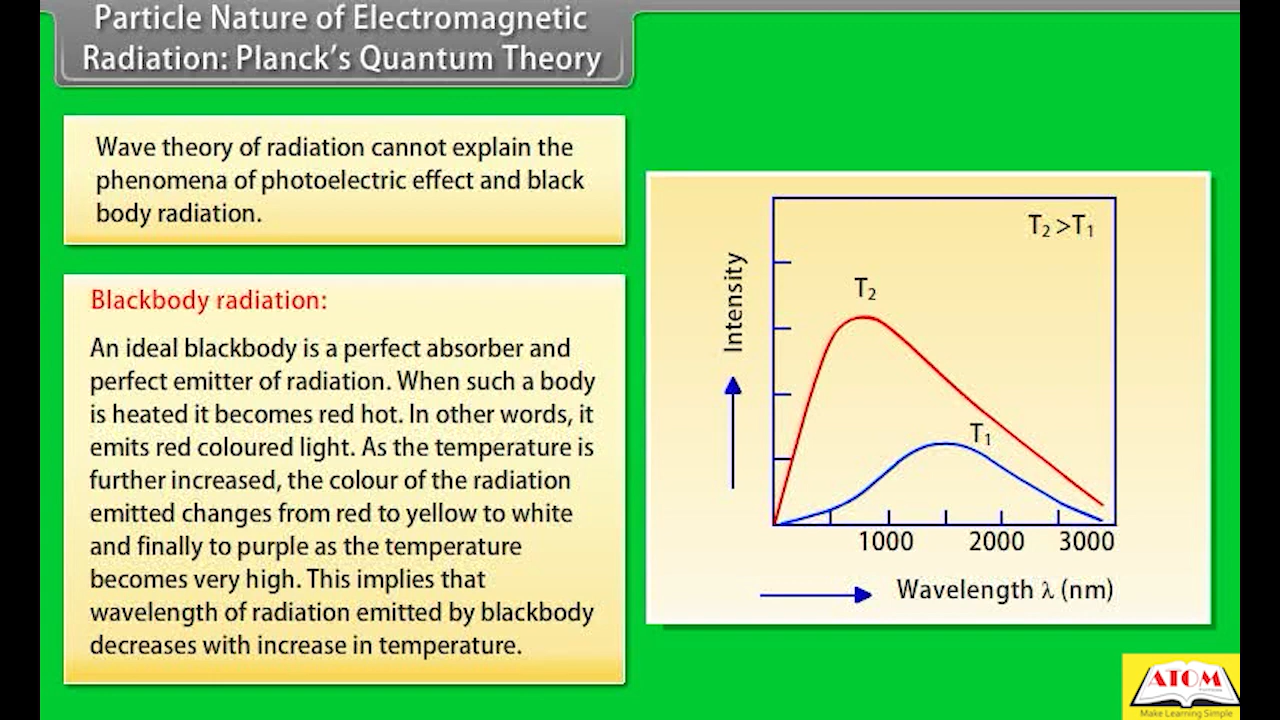 Particle Nature of Electromagnetic
Radiation: Planck's Quantum Theory
Wave theory of radiation cannot explain the
phenomena of photoelectric effect and black
body radiation.
Blackbody radiation:
An ideal blackbody is a perfect absorber and
perfect emitter of radiation. When such a body
is heated it becomes red hot. In other words, it
emits red coloured light. As the temperature is
further increased, the colour of the radiation
emitted changes from red to yellow to white
and finally to purple as the temperature
becomes very high. This implies that
wavelength of radiation emitted by blackbody
decreases with increase in temperature.
T₂ >T₁
Intensity
T₂
T₁
1000 2000 3000
Wavelength λ (nm)
ATOM
Make Learning Simple